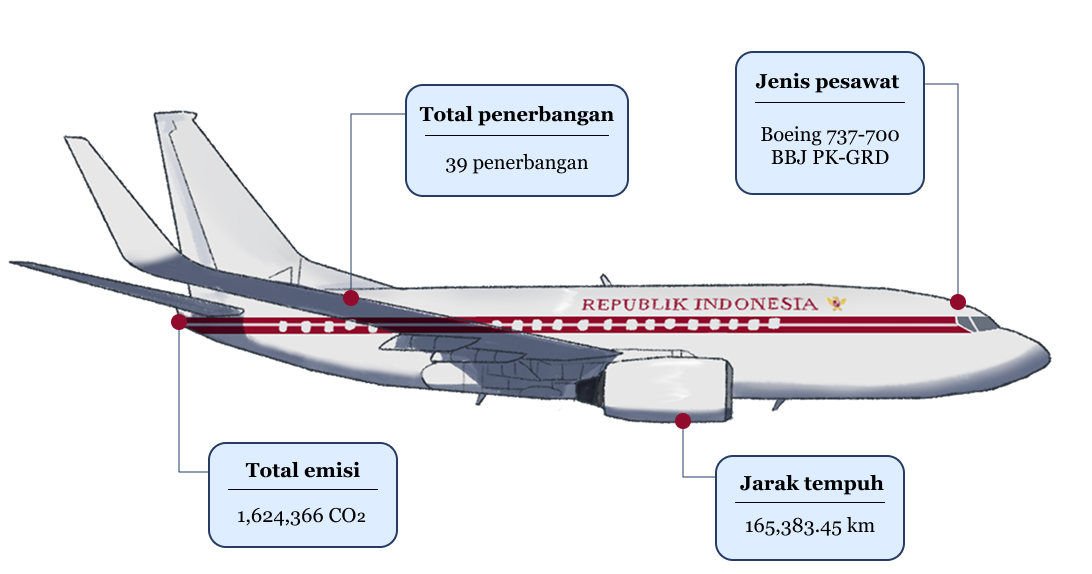 Jenis pesawat
Boeing 737-700
BBJ PK-GRD
Total penerbangan
39 penerbangan
REPUBLIK INDONESIA
Total emisi
1,624,366 CO2
Jarak tempuh
165,383.45 km